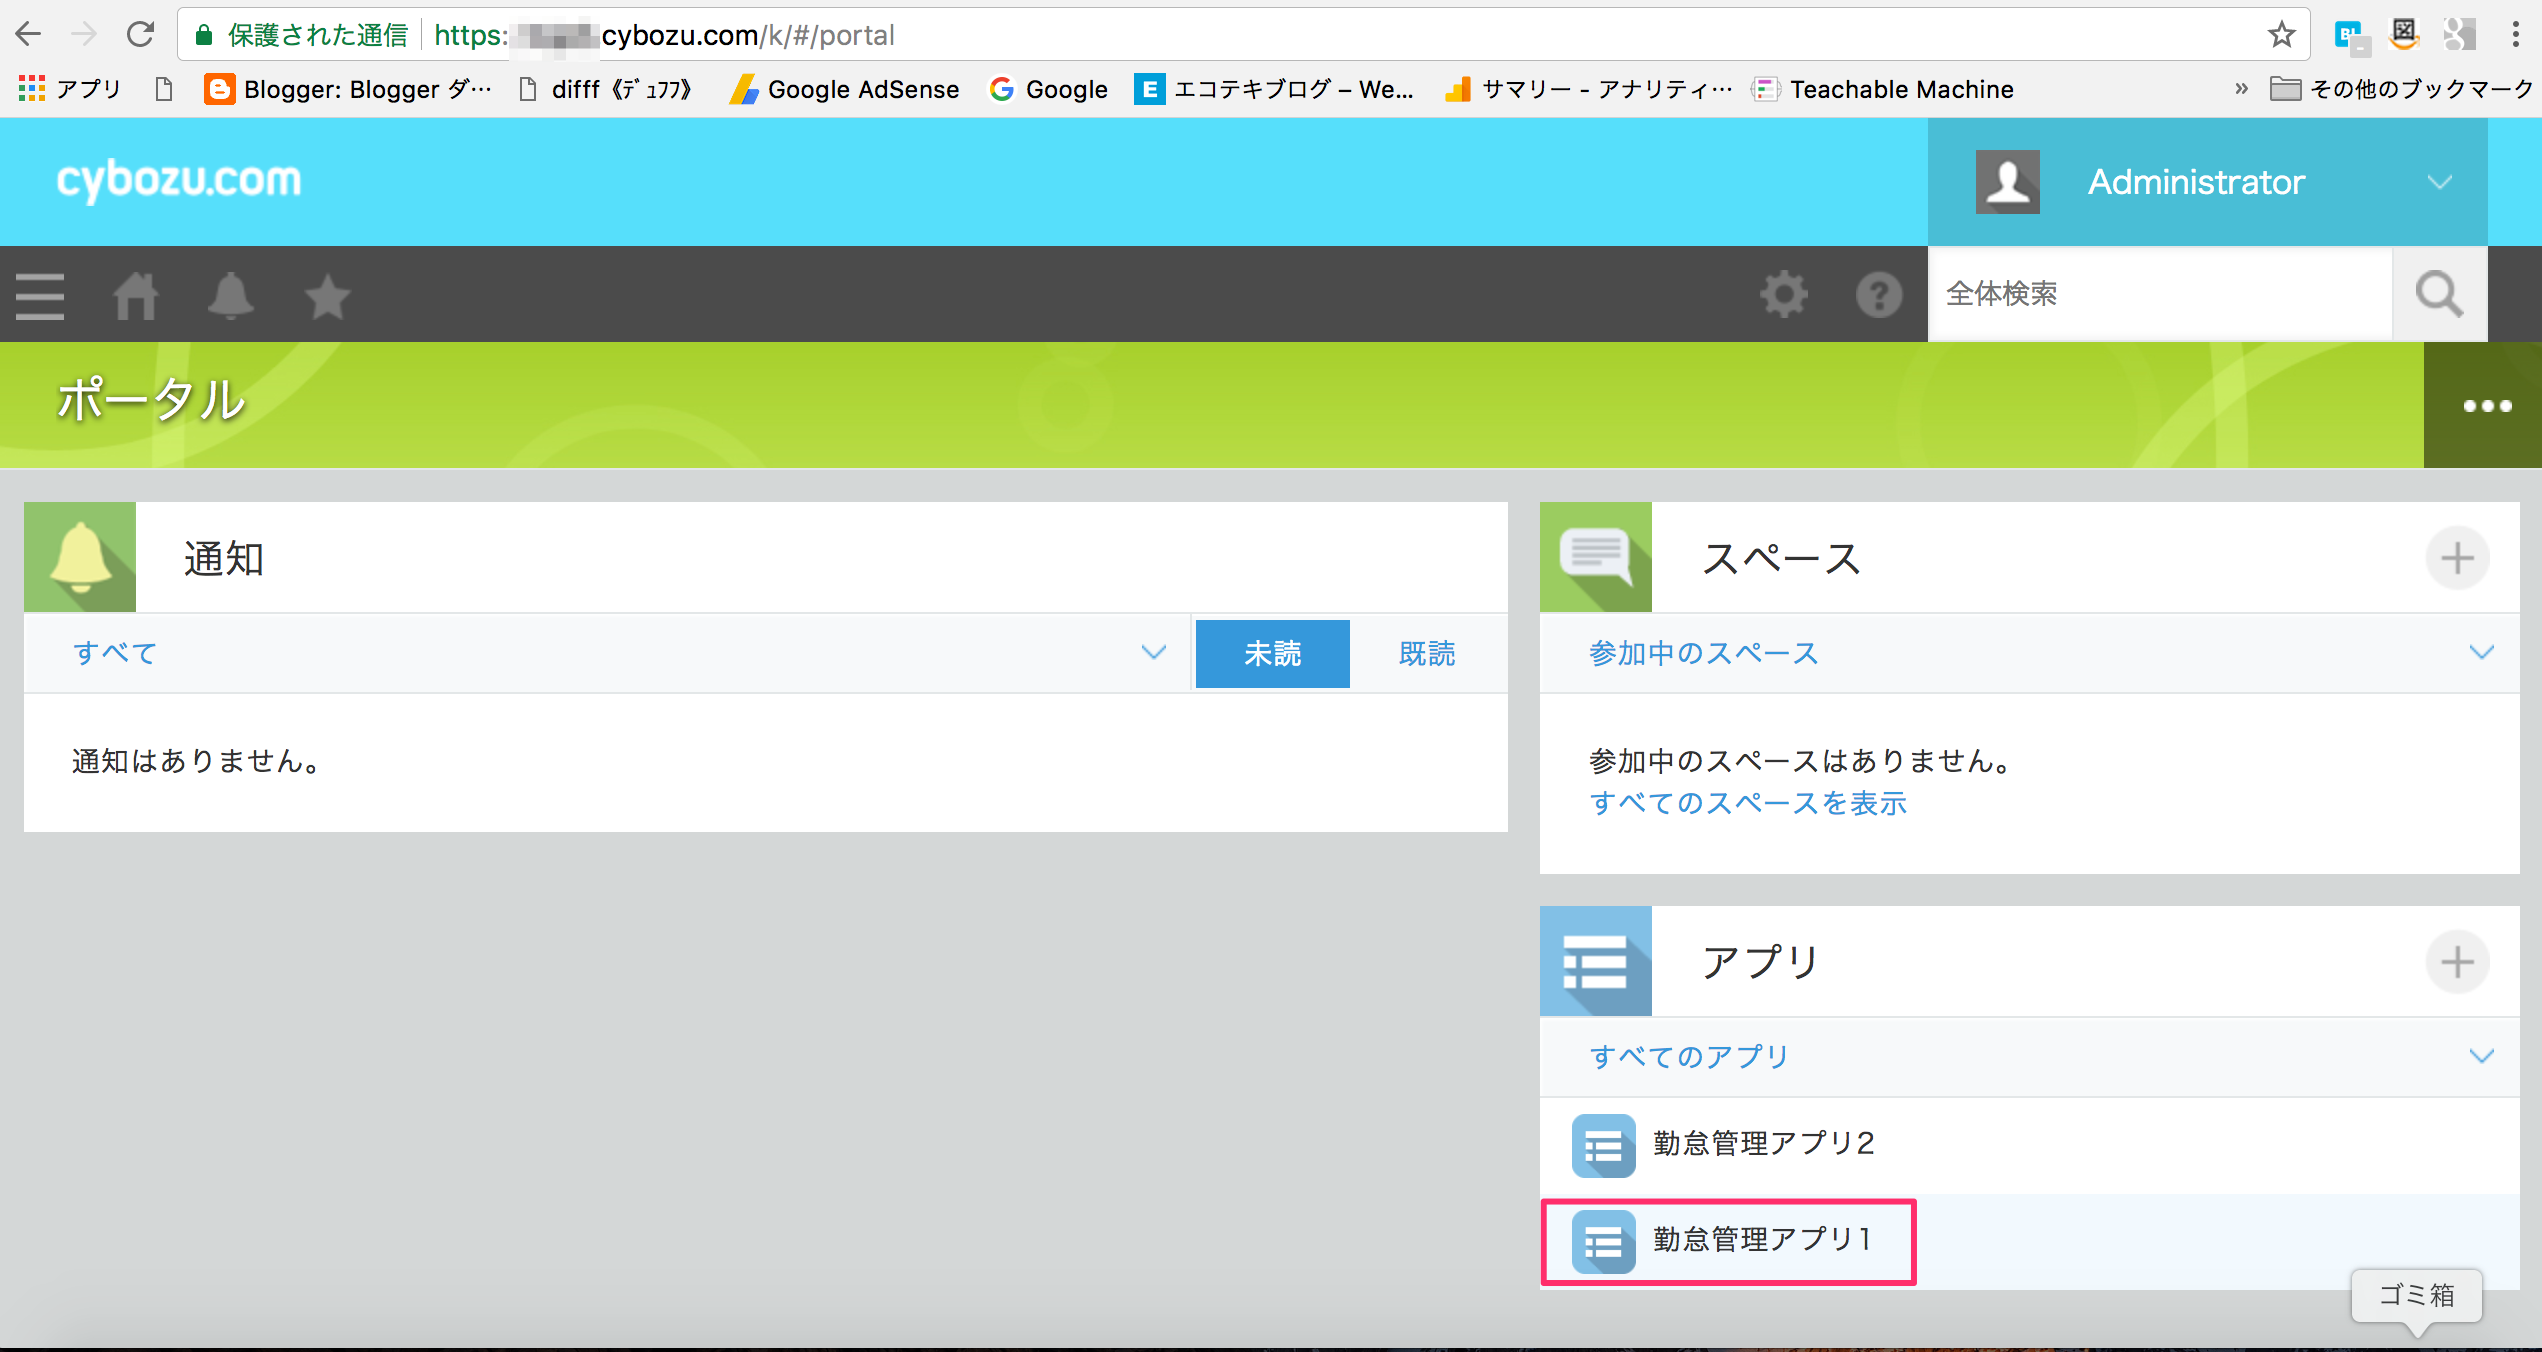 保護された通信 https: cybozu.com/k/#/portal
アプリ Blogger: Blogger ダ… difff《ﾃﾞｭﾌﾌ》 Google AdSense Google エコテキブログ – We... サマリー - アナリティ… Teachable Machine » その他のブックマーク
cybozu.com Administrator
全体検索
ポータル
通知
すべて 未読 既読
通知はありません。
スペース
参加中のスペース
参加中のスペースはありません。
すべてのスペースを表示
アプリ
すべてのアプリ
勤怠管理アプリ2
勤怠管理アプリ1
ゴミ箱